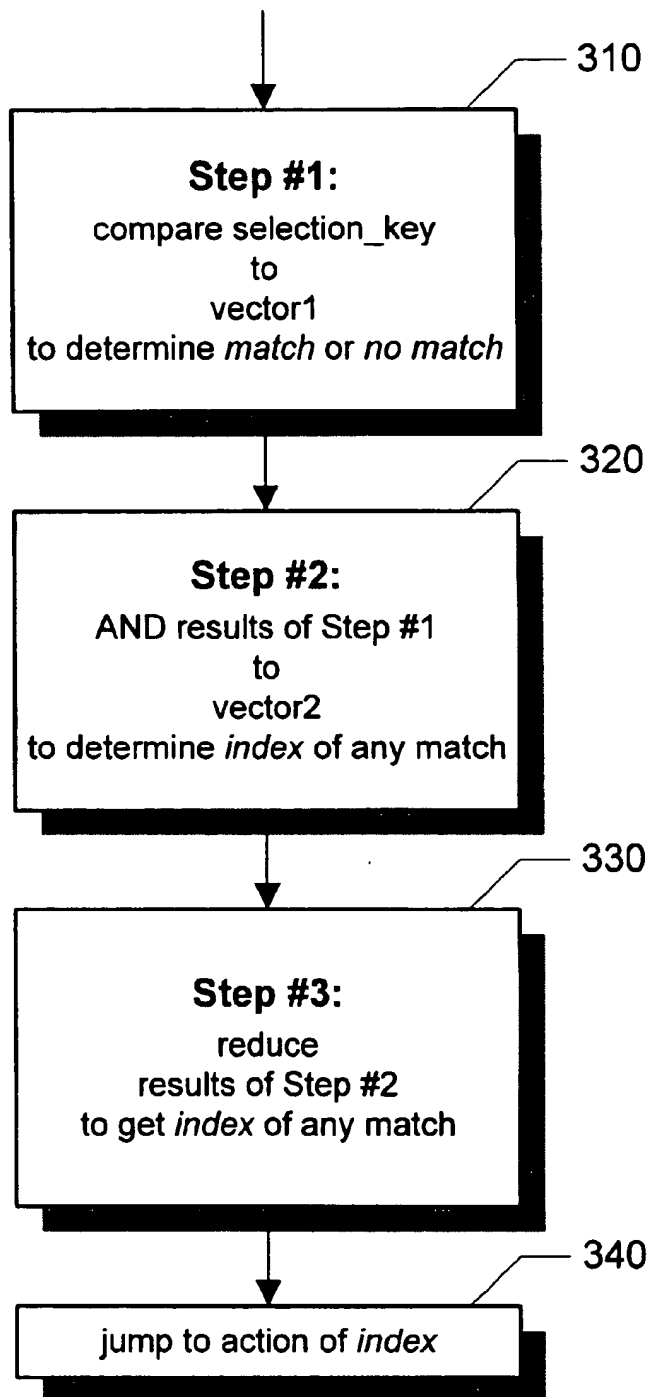 310
Step #1:
compare selection_key
to
vector1
to determine match or no match
320
Step #2:
AND results of Step #1
to
vector2
to determine index of any match
330
Step #3:
reduce
results of Step #2
to get index of any match
340
jump to action of index